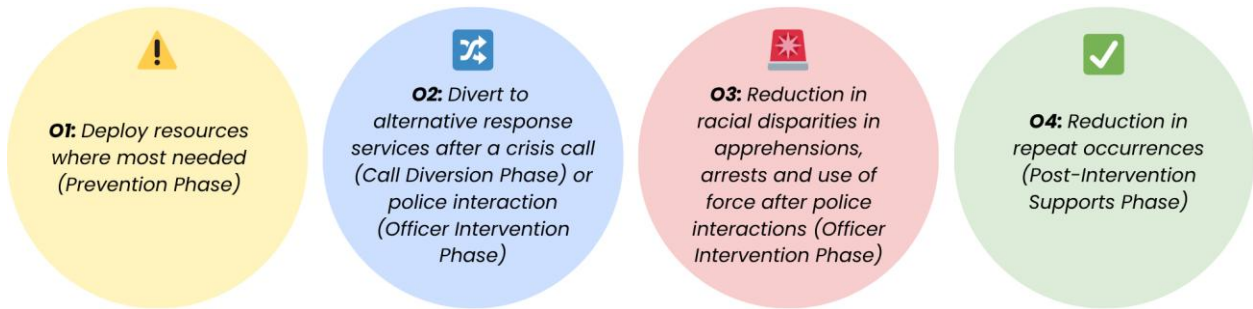 O1: Deploy resources
where most needed
(Prevention Phase)
O2: Divert to
alternative response
services after a crisis call
(Call Diversion Phase) or
police interaction
(Officer Intervention
Phase)
O3: Reduction in
racial disparities in
apprehensions,
arrests and use of
force after police
interactions (Officer
Intervention Phase)
O4: Reduction in
repeat occurrences
(Post-Intervention
Supports Phase)